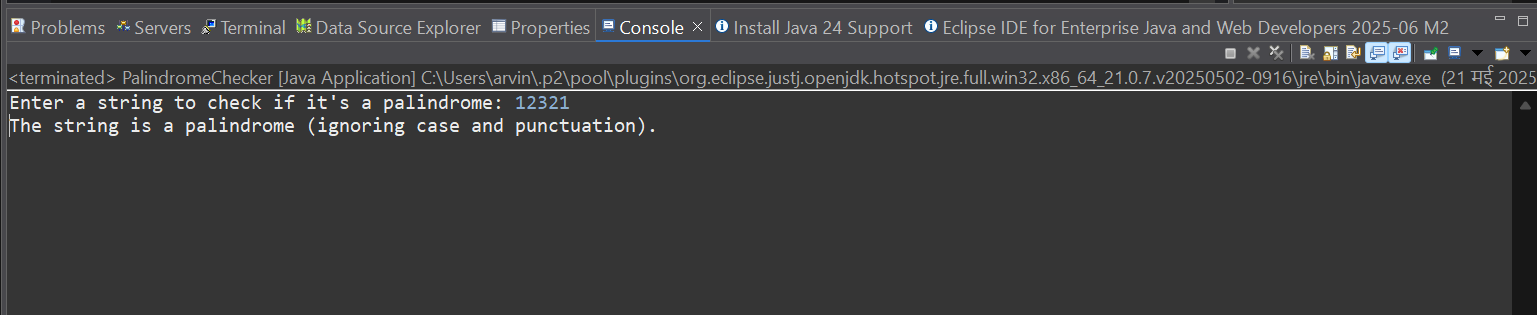 Problems Servers Terminal Data Source Explorer Properties Console Install Java 24 Support Eclipse IDE for Enterprise Java and Web Developers 2025-06 M2
<terminated> PalindromeChecker [Java Application] C:\Users\arvin\.p2\pool\plugins\org.eclipse.justj.openjdk.hotspot.jre.full.win32.x86_64_21.0.7.v20250502-0916\jre\bin\javaw.exe (21 मई 2025
Enter a string to check if it's a palindrome: 12321
The string is a palindrome (ignoring case and punctuation).